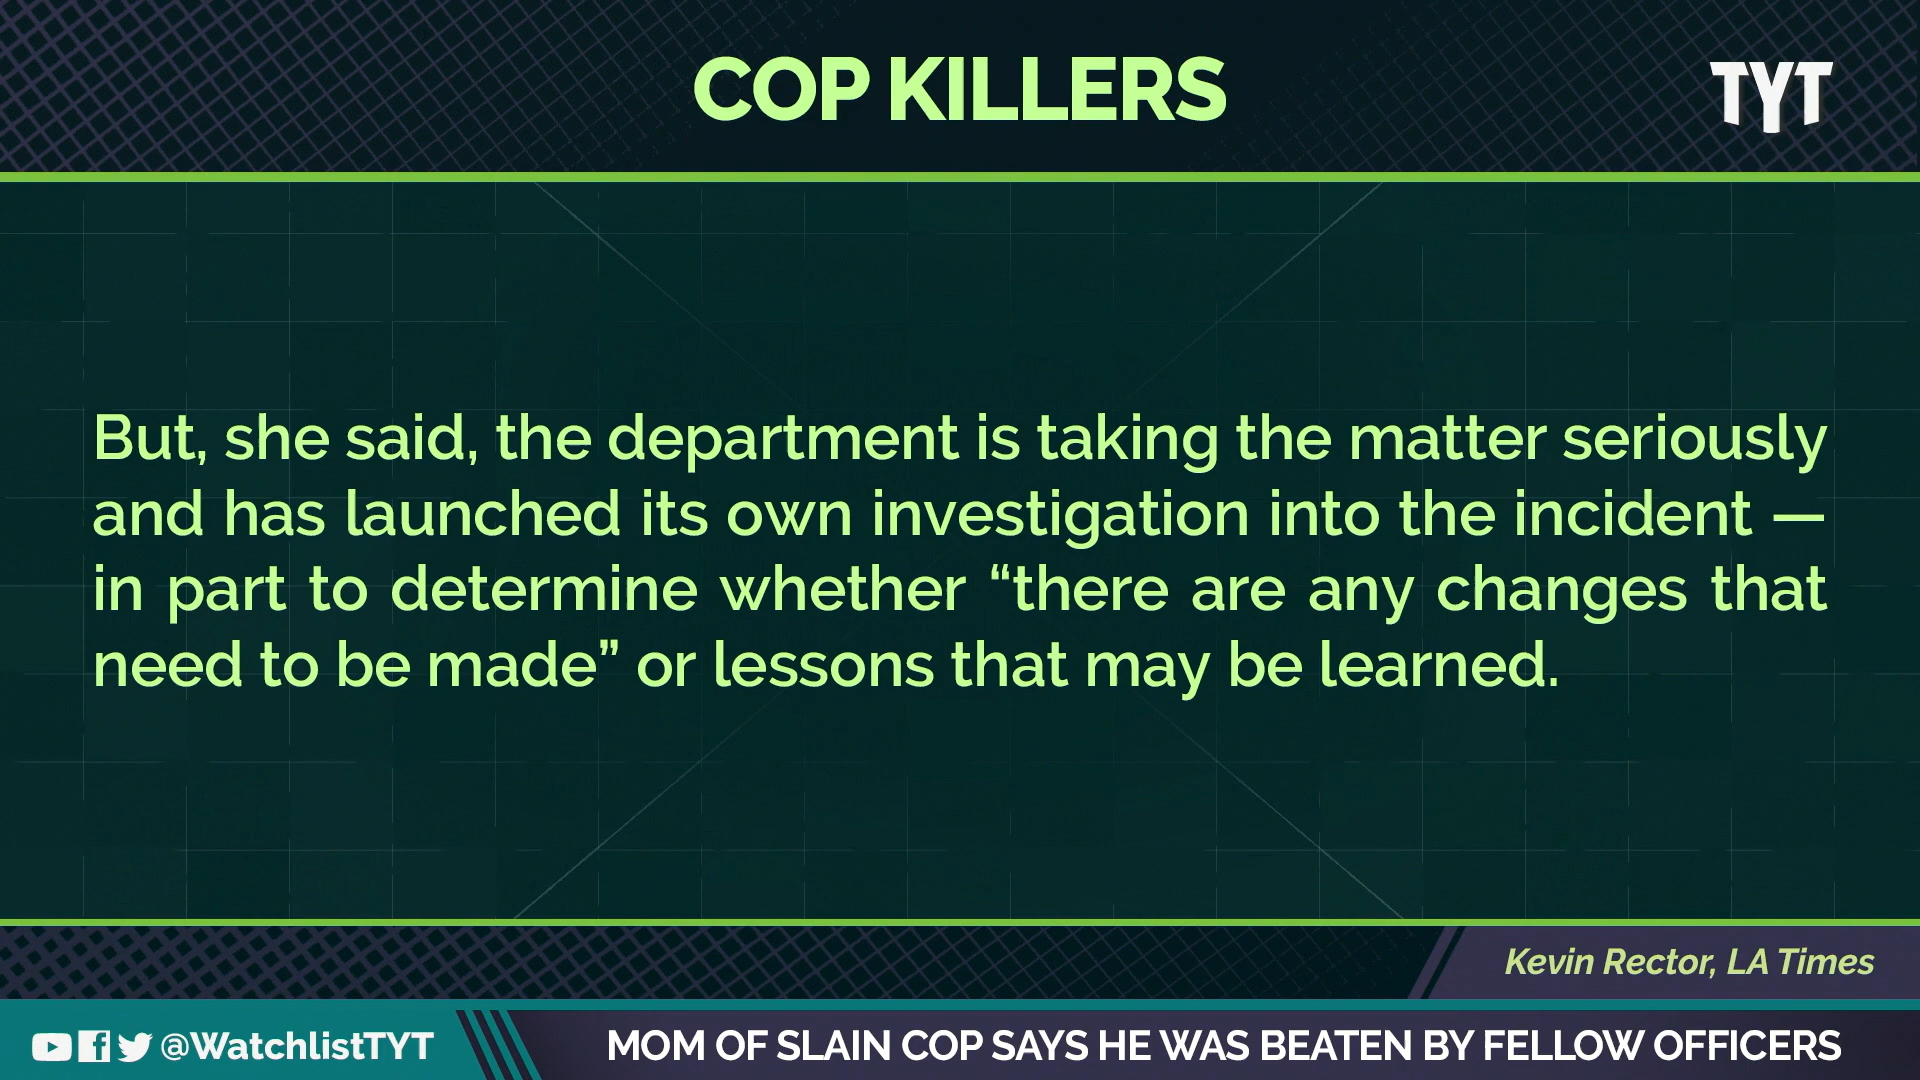 COP KILLERS
TYT
But, she said, the department is taking the matter seriously
and has launched its own investigation into the incident —
in part to determine whether “there are any changes that
need to be made” or lessons that may be learned.
Kevin Rector, LA Times
@WatchlistTYT
MOM OF SLAIN COP SAYS HE WAS BEATEN BY FELLOW OFFICERS